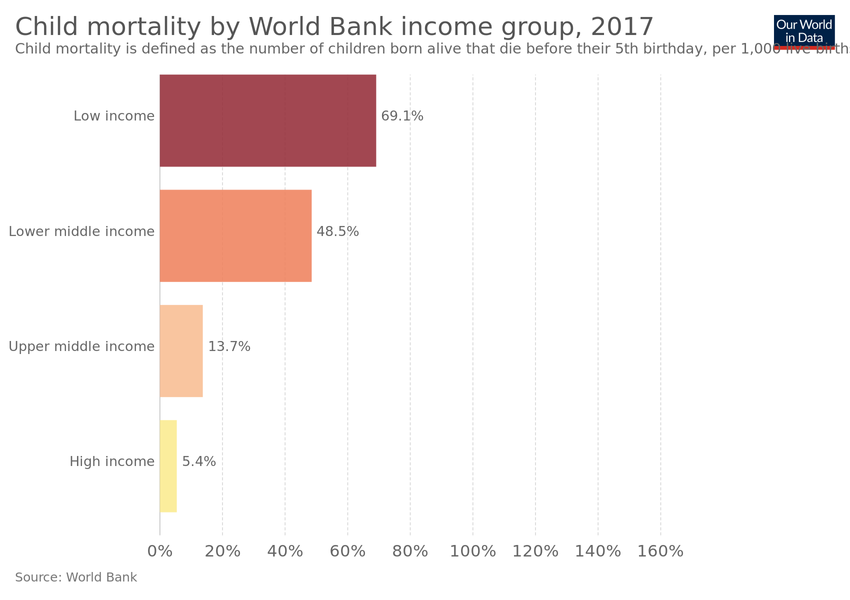 Child mortality by World Bank income group, 2017
Our World
in Data
Child mortality is defined as the number of children born alive that die before their 5th birthday, per 1,000 live birth
Low income
69.1%
Lower middle income
48.5%
Upper middle income
13.7%
High income
5.4%
0% 20% 40% 60% 80% 100% 120% 140% 160%
Source: World Bank